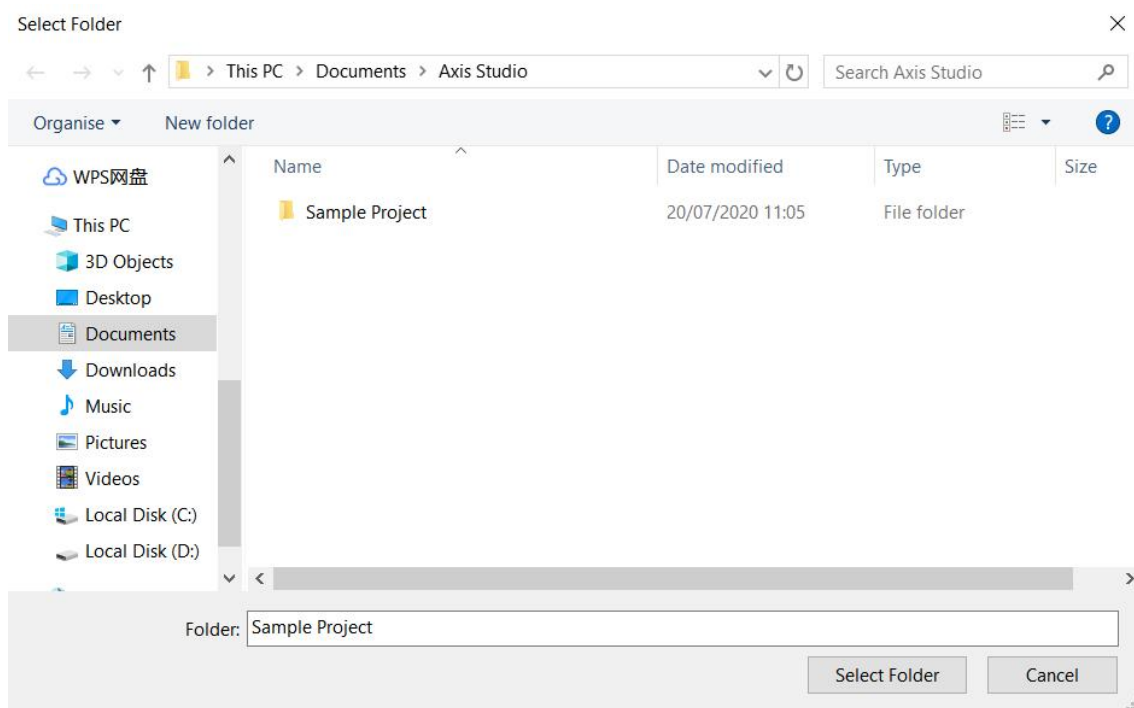 Select Folder
This PC > Documents > Axis Studio
Search Axis Studio
Organise
New folder
?
Name
Date modified
Type
Size
WPS网盘
Sample Project
20/07/2020 11:05
File folder
This PC
3D Objects
Desktop
Documents
Downloads
Music
Pictures
Videos
Local Disk (C:)
Local Disk (D:)
Folder: Sample Project
Select Folder
Cancel